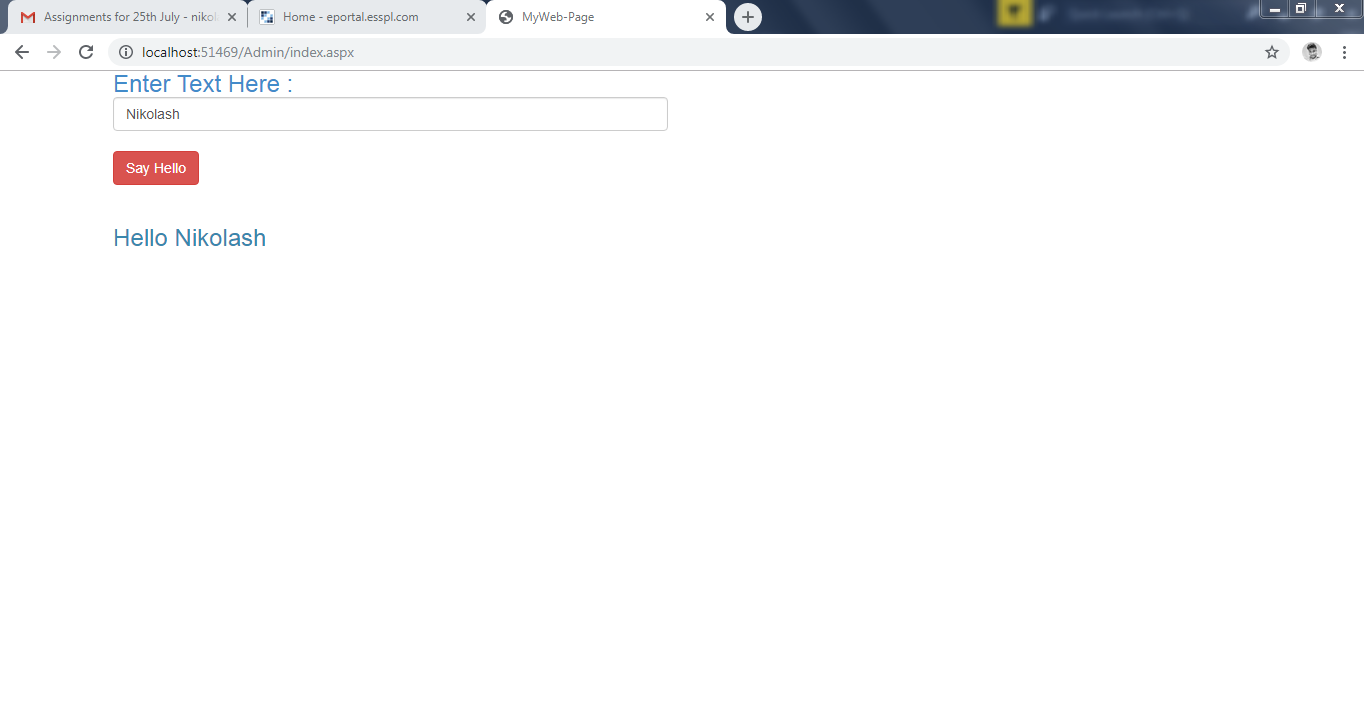 Assignments for 25th July - nikol
Home - eportal.esspl.com
MyWeb-Page
localhost:51469/Admin/index.aspx
Enter Text Here :
Nikolash
Say Hello
Hello Nikolash